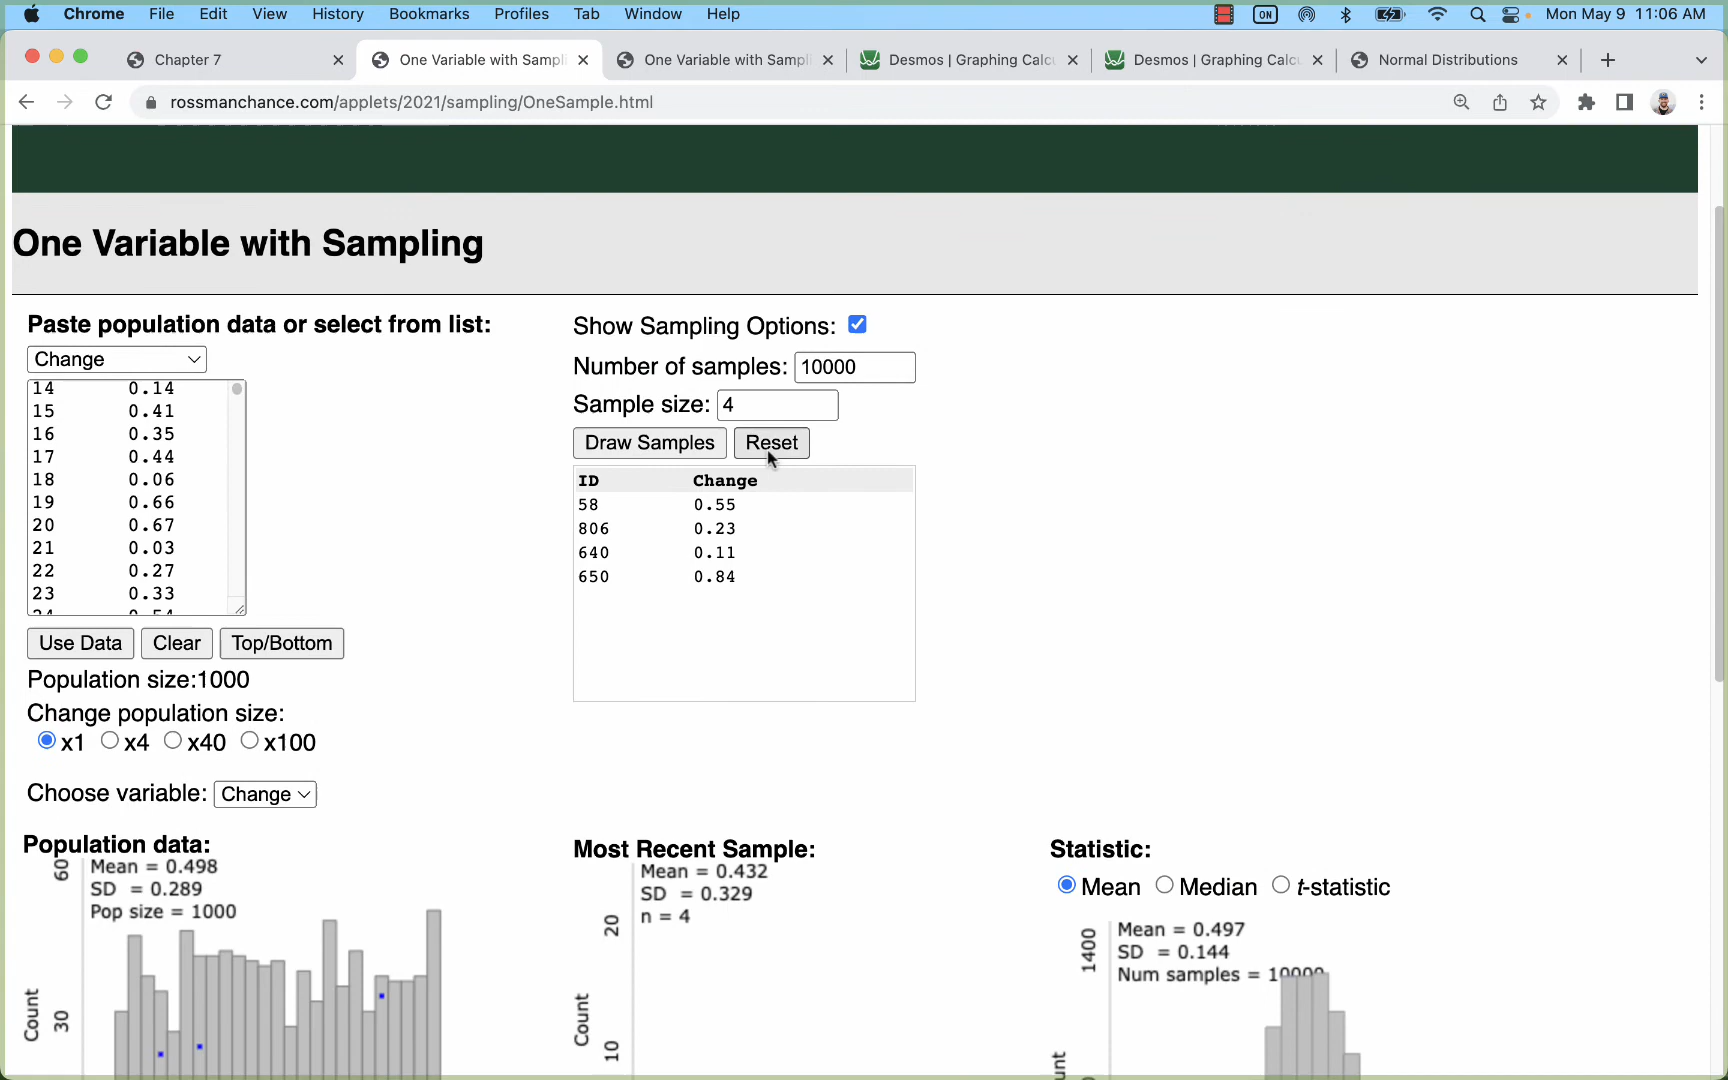 Chrome File Edit View History Bookmarks Profiles Tab Window Help ON Mon May 9 11:06 AM
Chapter 7 One Variable with Sampli One Variable with Sampl Desmos | Graphing Calc Desmos | Graphing Calc Normal Distributions
rossmanchance.com/applets/2021/sampling/OneSample.html
One Variable with Sampling
Paste population data or select from list:
Change
14 0.14
15 0.41
16 0.35
17 0.44
18 0.06
19 0.66
20 0.67
21 0.03
22 0.27
23 0.33
Use Data Clear Top/Bottom
Population size:1000
Change population size:
x1 x4 x40 x100
Choose variable: Change
Show Sampling Options:
Number of samples: 10000
Sample size: 4
Draw Samples Reset
ID Change
58 0.55
806 0.23
640 0.11
650 0.84
Population data:
Mean = 0.498
SD = 0.289
Pop size = 1000
60
30
Count
Most Recent Sample:
Mean = 0.432
SD = 0.329
n = 4
20
10
Count
Statistic:
Mean Median t-statistic
Mean = 0.497
SD = 0.144
Num samples = 10000
1400